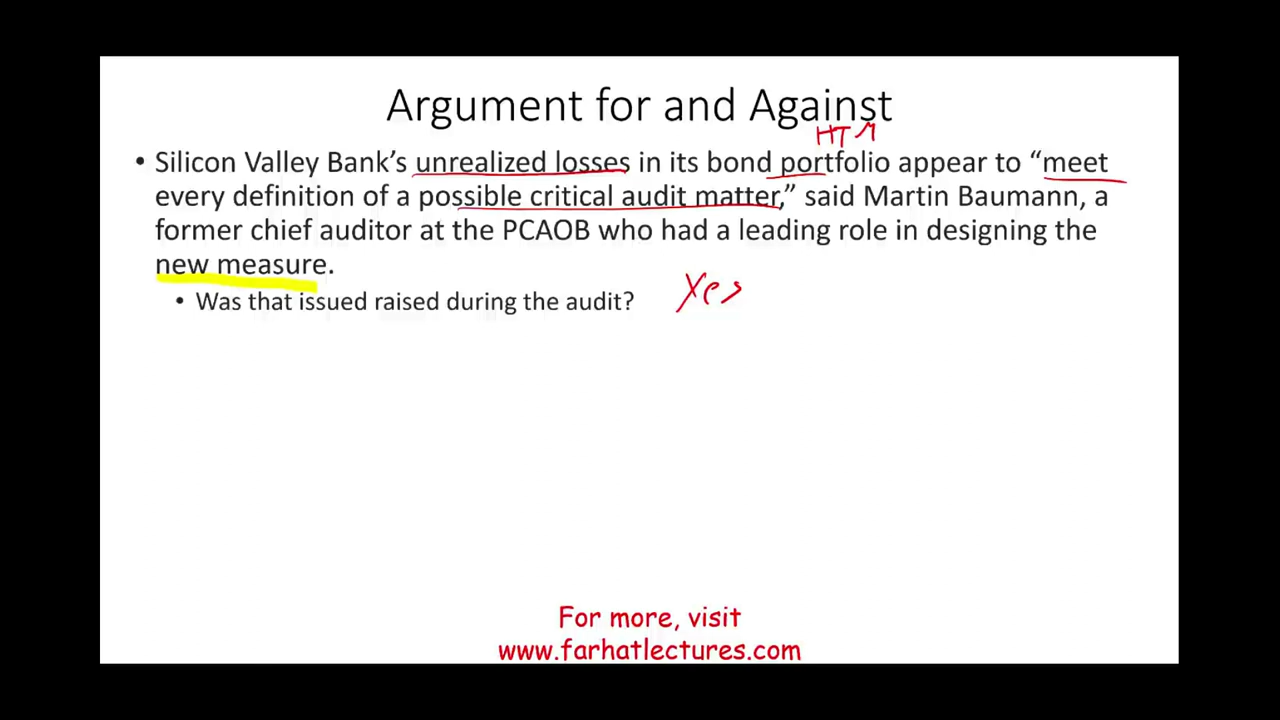 Argument for and Against
HTM
• Silicon Valley Bank’s unrealized losses in its bond portfolio appear to “meet
every definition of a possible critical audit matter,” said Martin Baumann, a
former chief auditor at the PCAOB who had a leading role in designing the
new measure.
• Was that issued raised during the audit? Yes
For more, visit
www.farhatlectures.com